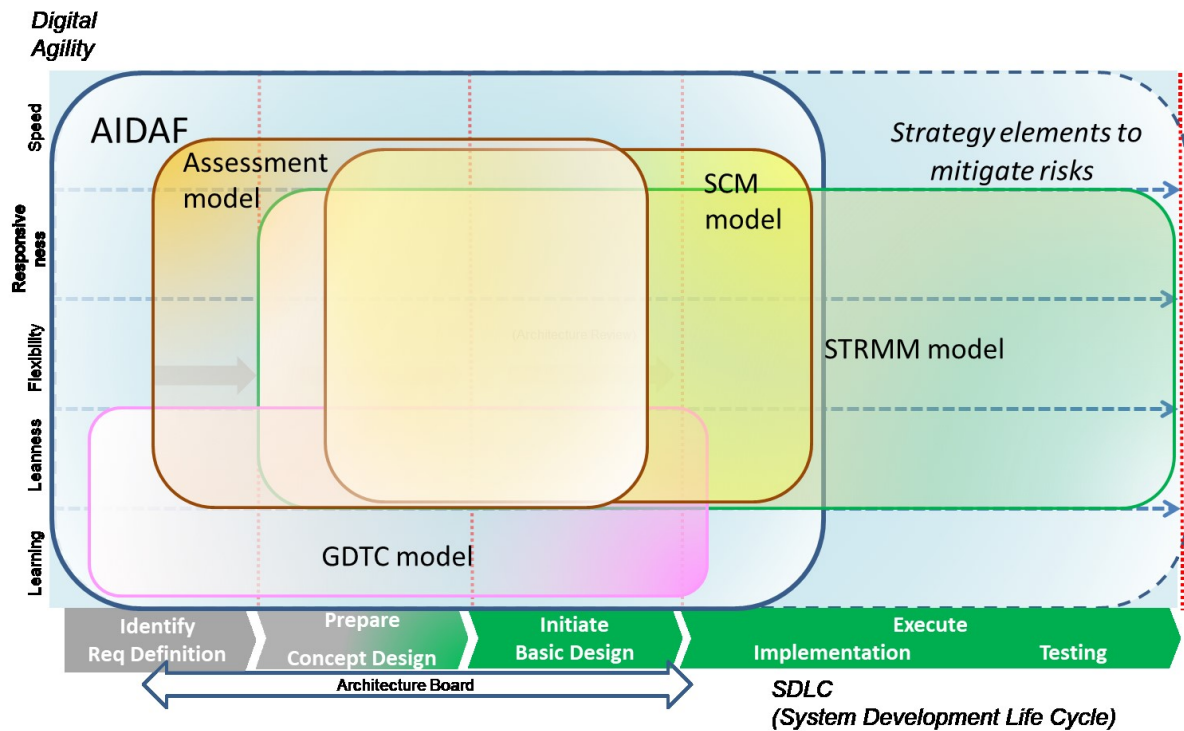 Digital
Agility
Speed
Responsive
ness
Flexibility
Leanness
Learning
AIDAF
Assessment
model
SCM
model
Strategy elements to
mitigate risks
(Architecture Review)
STRMM model
GDTC model
Identify
Req Definition
Prepare
Concept Design
Initiate
Basic Design
Execute
Implementation
Testing
Architecture Board
SDLC
(System Development Life Cycle)